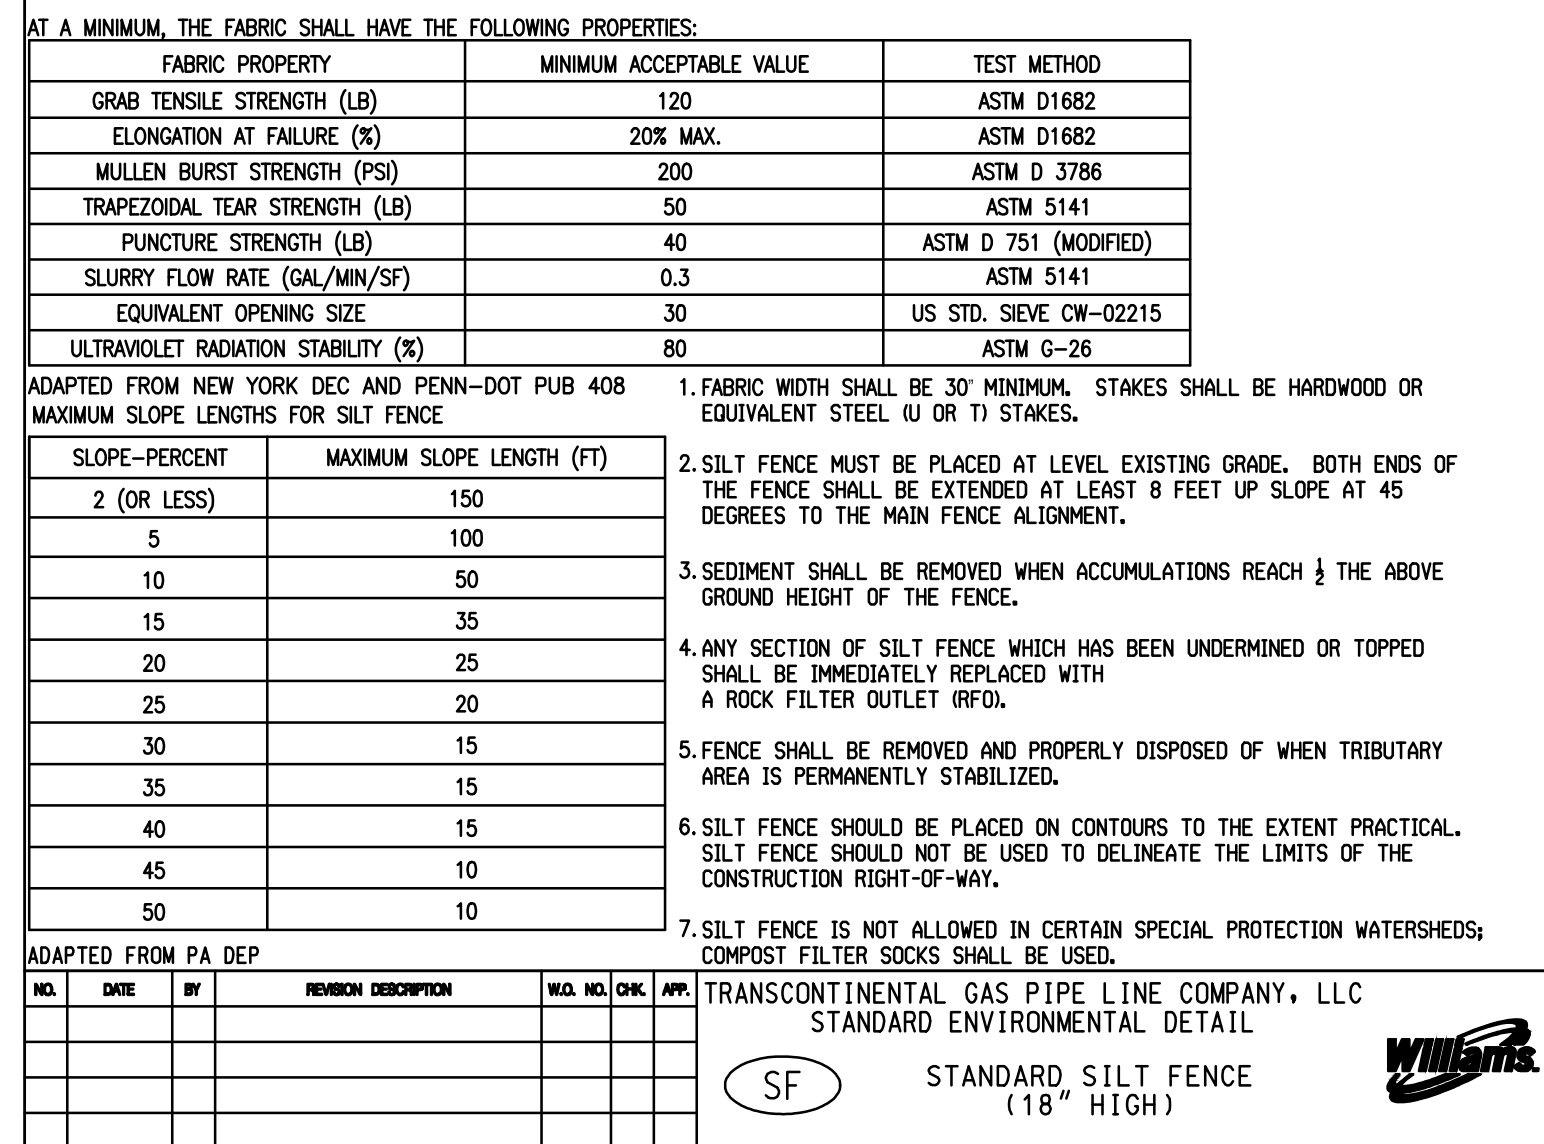 AT A MINIMUM, THE FABRIC SHALL HAVE THE FOLLOWING PROPERTIES:
FABRIC PROPERTY MINIMUM ACCEPTABLE VALUE TEST METHOD
GRAB TENSILE STRENGTH (LB) 120 ASTM D1682
ELONGATION AT FAILURE (%) 20% MAX. ASTM D1682
MULLEN BURST STRENGTH (PSI) 200 ASTM D 3786
TRAPEZOIDAL TEAR STRENGTH (LB) 50 ASTM 5141
PUNCTURE STRENGTH (LB) 40 ASTM D 751 (MODIFIED)
SLURRY FLOW RATE (GAL/MIN/SF) 0.3 ASTM 5141
EQUIVALENT OPENING SIZE 30 US STD. SIEVE CW-02215
ULTRAVIOLET RADIATION STABILITY (%) 80 ASTM G-26
ADAPTED FROM NEW YORK DEC AND PENN-DOT PUB 408
MAXIMUM SLOPE LENGTHS FOR SILT FENCE
SLOPE-PERCENT MAXIMUM SLOPE LENGTH (FT)
2 (OR LESS) 150
5 100
10 50
15 35
20 25
25 20
30 15
35 15
40 15
45 10
50 10
ADAPTED FROM PA DEP
1. FABRIC WIDTH SHALL BE 30" MINIMUM. STAKES SHALL BE HARDWOOD OR
EQUIVALENT STEEL (U OR T) STAKES.
2. SILT FENCE MUST BE PLACED AT LEVEL EXISTING GRADE. BOTH ENDS OF
THE FENCE SHALL BE EXTENDED AT LEAST 8 FEET UP SLOPE AT 45
DEGREES TO THE MAIN FENCE ALIGNMENT.
3. SEDIMENT SHALL BE REMOVED WHEN ACCUMULATIONS REACH ½ THE ABOVE
GROUND HEIGHT OF THE FENCE.
4. ANY SECTION OF SILT FENCE WHICH HAS BEEN UNDERMINED OR TOPPED
SHALL BE IMMEDIATELY REPLACED WITH
A ROCK FILTER OUTLET (RFO).
5. FENCE SHALL BE REMOVED AND PROPERLY DISPOSED OF WHEN TRIBUTARY
AREA IS PERMANENTLY STABILIZED.
6. SILT FENCE SHOULD BE PLACED ON CONTOURS TO THE EXTENT PRACTICAL.
SILT FENCE SHOULD NOT BE USED TO DELINEATE THE LIMITS OF THE
CONSTRUCTION RIGHT-OF-WAY.
7. SILT FENCE IS NOT ALLOWED IN CERTAIN SPECIAL PROTECTION WATERSHEDS;
COMPOST FILTER SOCKS SHALL BE USED.
NO. DATE BY REVISION DESCRIPTION W.O. NO. CHK. APP.
TRANSCONTINENTAL GAS PIPE LINE COMPANY, LLC
STANDARD ENVIRONMENTAL DETAIL
SF
STANDARD SILT FENCE
(18" HIGH)
Williams.